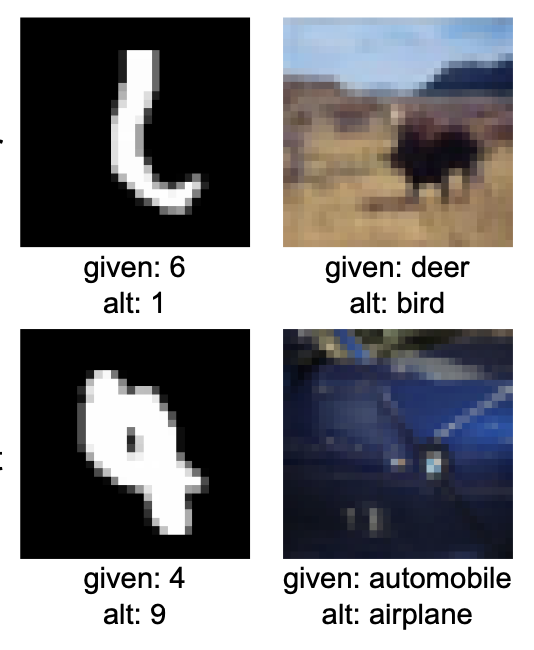 given: 6
alt: 1
given: deer
alt: bird
given: 4
alt: 9
given: automobile
alt: airplane